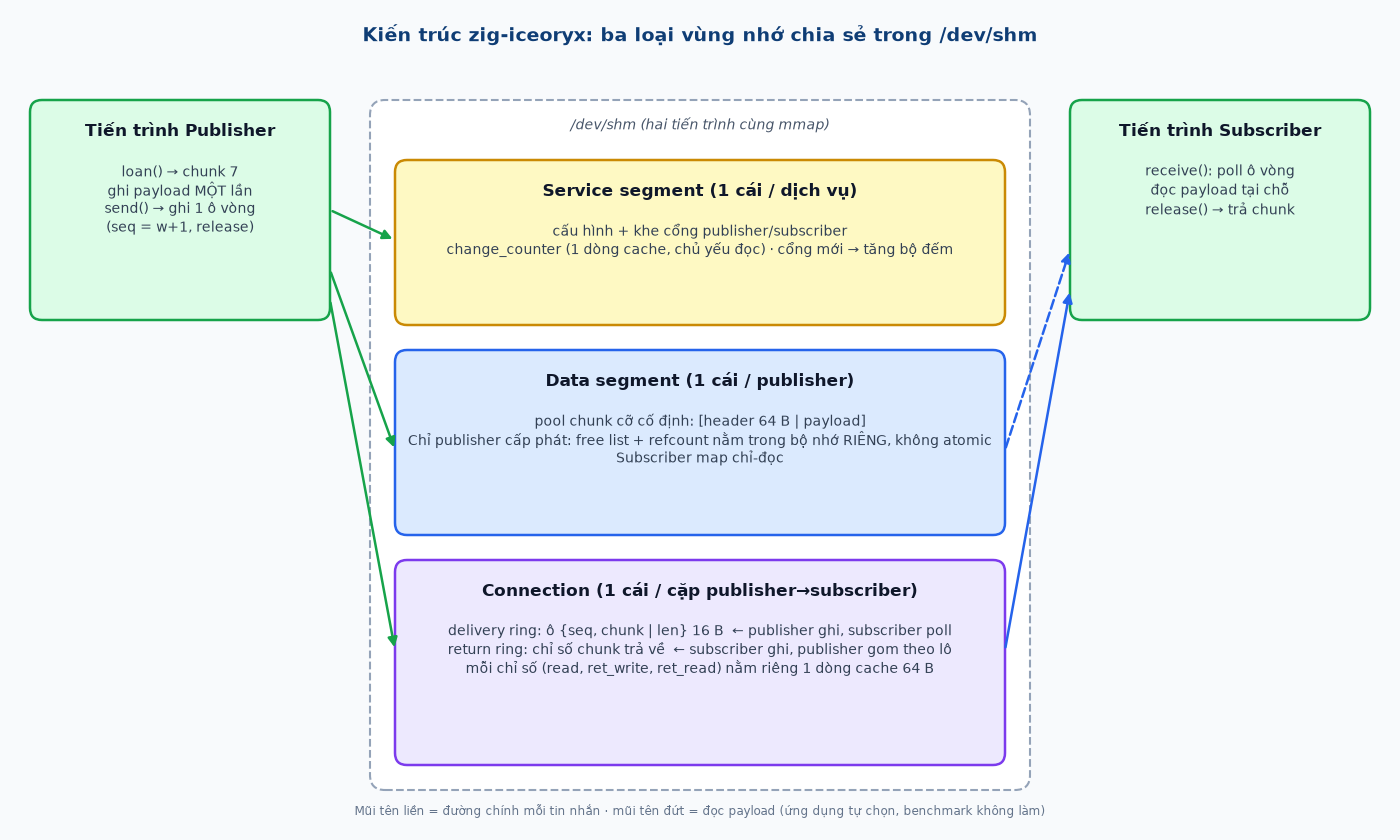 Kiến trúc zig-iceoryx: ba loại vùng nhớ chia sẻ trong /dev/shm
Tiến trình Publisher
loan() → chunk 7
ghi payload MỘT lần
send() → ghi 1 ô vòng
(seq = w+1, release)
/dev/shm (hai tiến trình cùng mmap)
Service segment (1 cái / dịch vụ)
cấu hình + khe cổng publisher/subscriber
change_counter (1 dòng cache, chủ yếu đọc) · cổng mới → tăng bộ đếm
Data segment (1 cái / publisher)
pool chunk cỡ cố định: [header 64 B | payload]
Chỉ publisher cấp phát: free list + refcount nằm trong bộ nhớ RIÊNG, không atomic
Subscriber map chỉ-đọc
Connection (1 cái / cặp publisher→subscriber)
delivery ring: ô {seq, chunk | len} 16 B ← publisher ghi, subscriber poll
return ring: chỉ số chunk trả về ← subscriber ghi, publisher gom theo lô
mỗi chỉ số (read, ret_write, ret_read) nằm riêng 1 dòng cache 64 B
Tiến trình Subscriber
receive(): poll ô vòng
đọc payload tại chỗ
release() → trả chunk
Mũi tên liền = đường chính mỗi tin nhắn · mũi tên đứt = đọc payload (ứng dụng tự chọn, benchmark không làm)